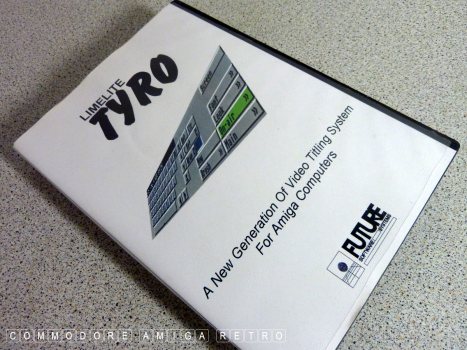 LIMELITE
TYRO
A New Generation Of Video Titling System
For Amiga Computers
FUTURE
COMMODORE AMIGA RETRO